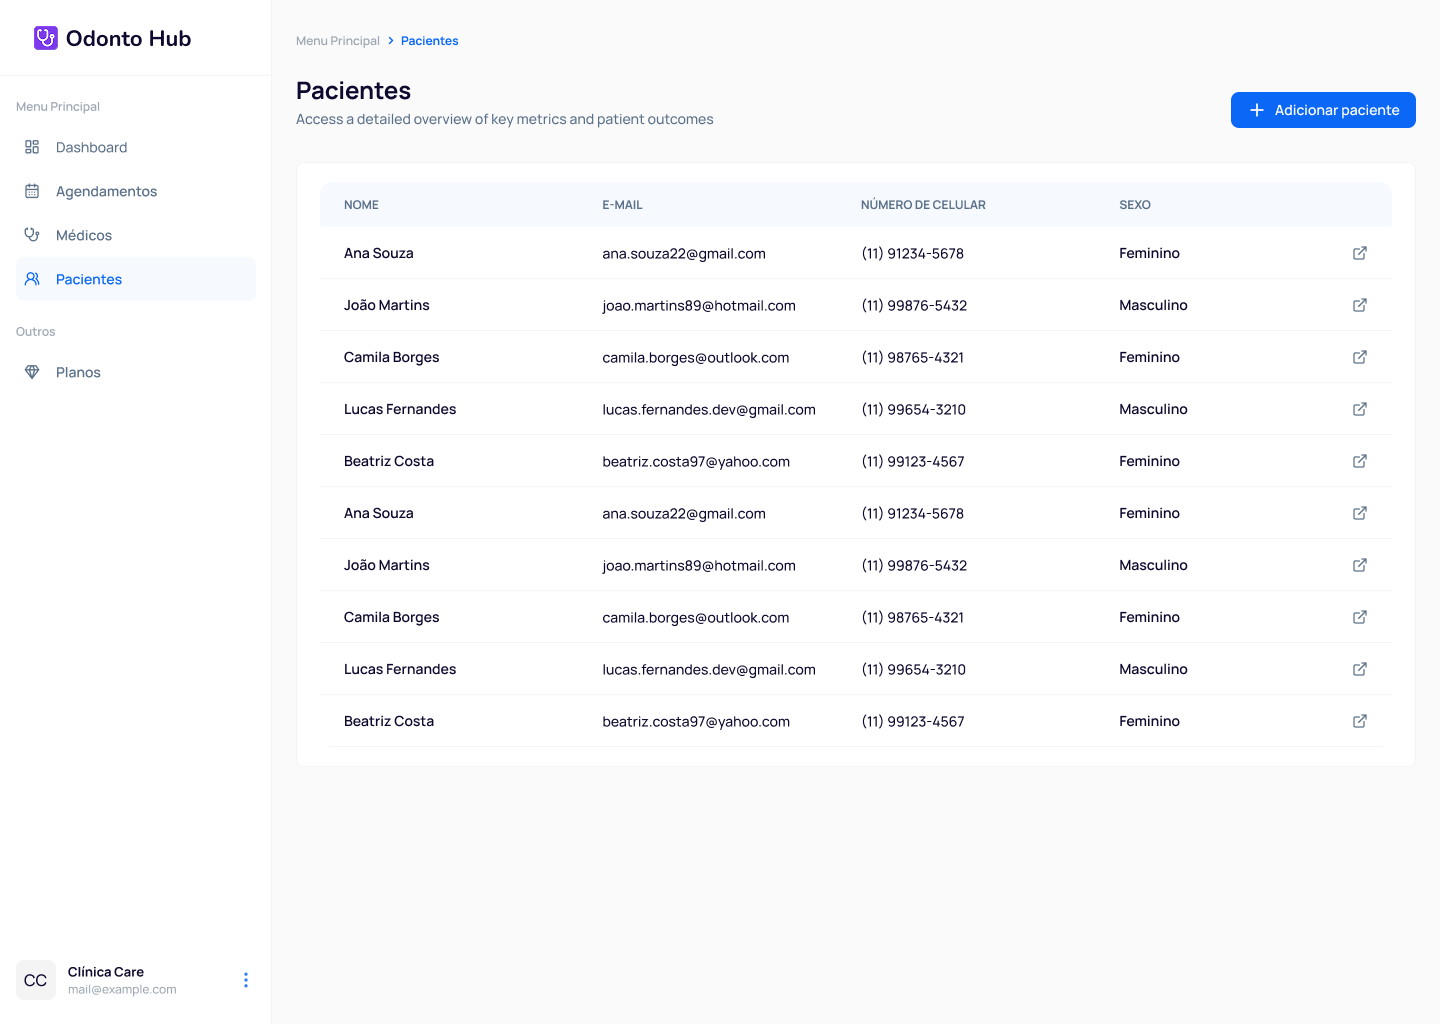 Odonto Hub
Menu Principal
Dashboard
Agendamentos
Médicos
Pacientes
Outros
Planos
CC
Clínica Care
mail@example.com
Menu Principal > Pacientes
Pacientes
Access a detailed overview of key metrics and patient outcomes
Adicionar paciente
NOME E-MAIL NÚMERO DE CELULAR SEXO
Ana Souza ana.souza22@gmail.com (11) 91234-5678 Feminino
João Martins joao.martins89@hotmail.com (11) 99876-5432 Masculino
Camila Borges camila.borges@outlook.com (11) 98765-4321 Feminino
Lucas Fernandes lucas.fernandes.dev@gmail.com (11) 99654-3210 Masculino
Beatriz Costa beatriz.costa97@yahoo.com (11) 99123-4567 Feminino
Ana Souza ana.souza22@gmail.com (11) 91234-5678 Feminino
João Martins joao.martins89@hotmail.com (11) 99876-5432 Masculino
Camila Borges camila.borges@outlook.com (11) 98765-4321 Feminino
Lucas Fernandes lucas.fernandes.dev@gmail.com (11) 99654-3210 Masculino
Beatriz Costa beatriz.costa97@yahoo.com (11) 99123-4567 Feminino